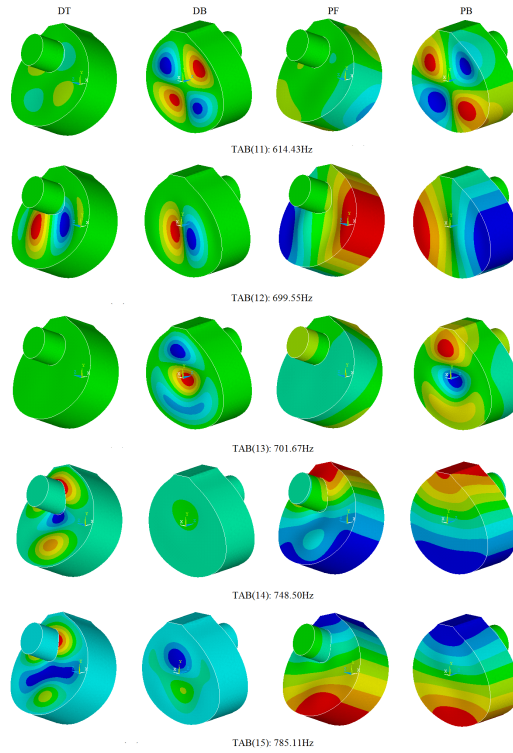 DT DB PF PB
TAB(11): 614.43Hz
TAB(12): 699.55Hz
TAB(13): 701.67Hz
TAB(14): 748.50Hz
TAB(15): 785.11Hz